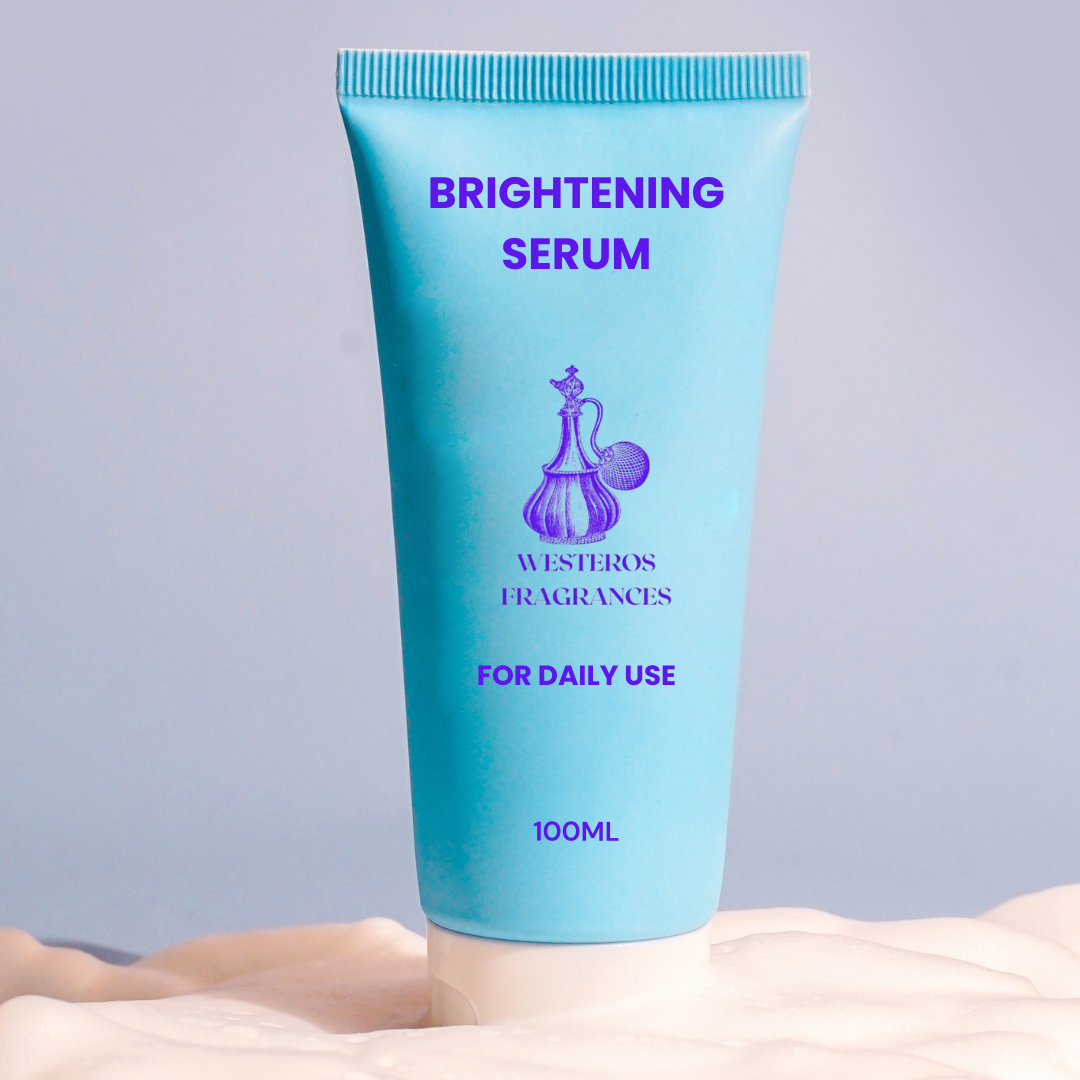 BRIGHTENING
SERUM
WESTEROS
FRAGRANCES
FOR DAILY USE
100ML